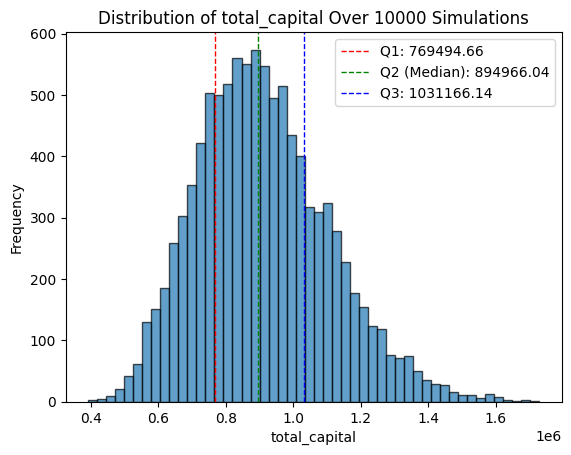 Distribution of total_capital Over 10000 Simulations
Q1: 769494.66
Q2 (Median): 894966.04
Q3: 1031166.14
Frequency
600
500
400
300
200
100
0
0.4 0.6 0.8 1.0 1.2 1.4 1.6
1e6
total_capital